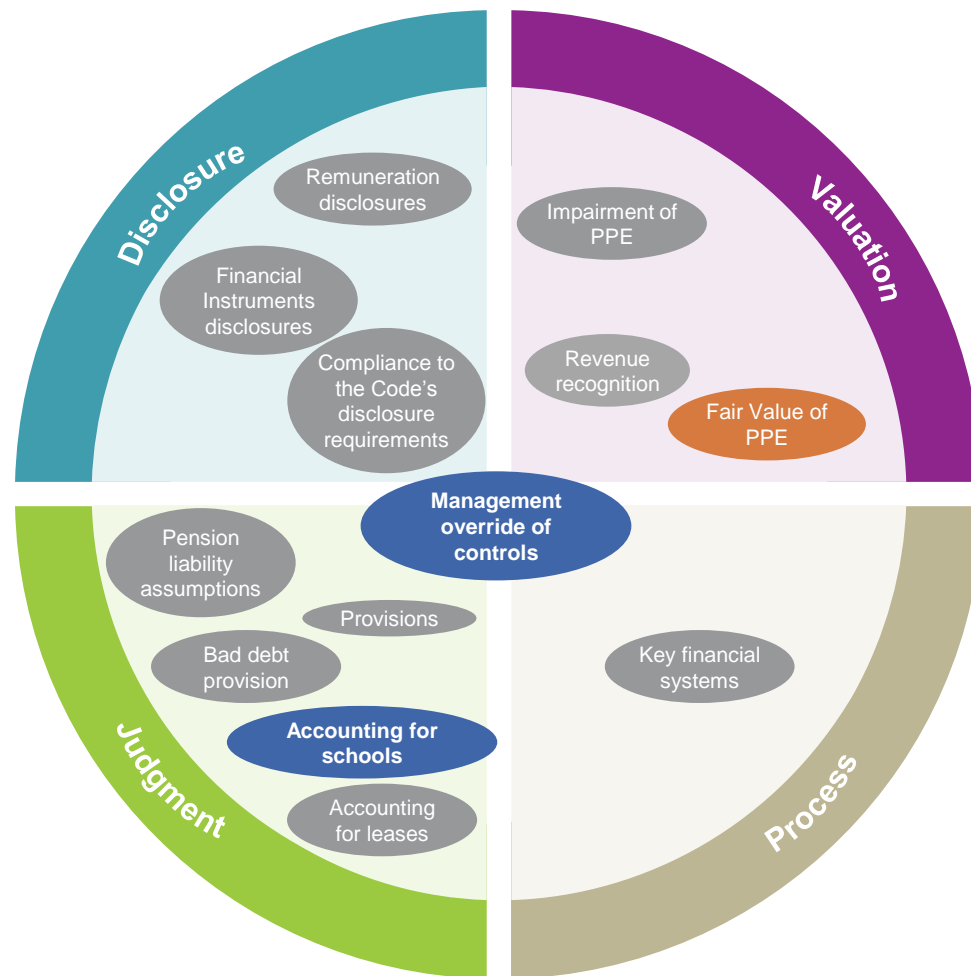 Disclosure
Remuneration
disclosures
Financial
Instruments
disclosures
Compliance to
the Code's
disclosure
requirements
Valuation
Impairment of
PPE
Revenue
recognition
Fair Value of
PPE
Management
override of
controls
Judgment
Pension
liability
assumptions
Provisions
Bad debt
provision
Accounting for
schools
Accounting
for leases
Process
Key financial
systems